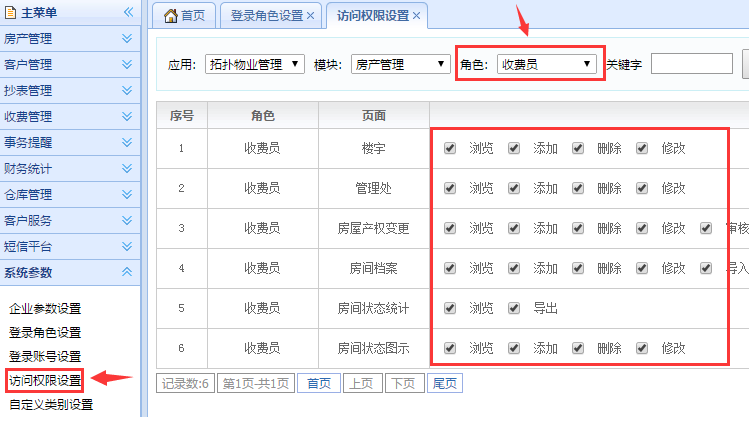 主菜单
房产管理
客户管理
抄表管理
收费管理
事务提醒
财务统计
仓库管理
客户服务
短信平台
系统参数
企业参数设置
登录角色设置
登录账号设置
访问权限设置
自定义类别设置
首页 登录角色设置 访问权限设置
应用: 拓扑物业管理 模块: 房产管理 角色: 收费员 关键字
序号 角色 页面
1 收费员 楼宇 浏览 添加 删除 修改
2 收费员 管理处 浏览 添加 删除 修改
3 收费员 房屋产权变更 浏览 添加 删除 修改 审核
4 收费员 房间档案 浏览 添加 删除 修改 导入
5 收费员 房间状态统计 浏览 导出
6 收费员 房间状态图示 浏览 添加 删除 修改
记录数:6 第1页-共1页 首页 上页 下页 尾页